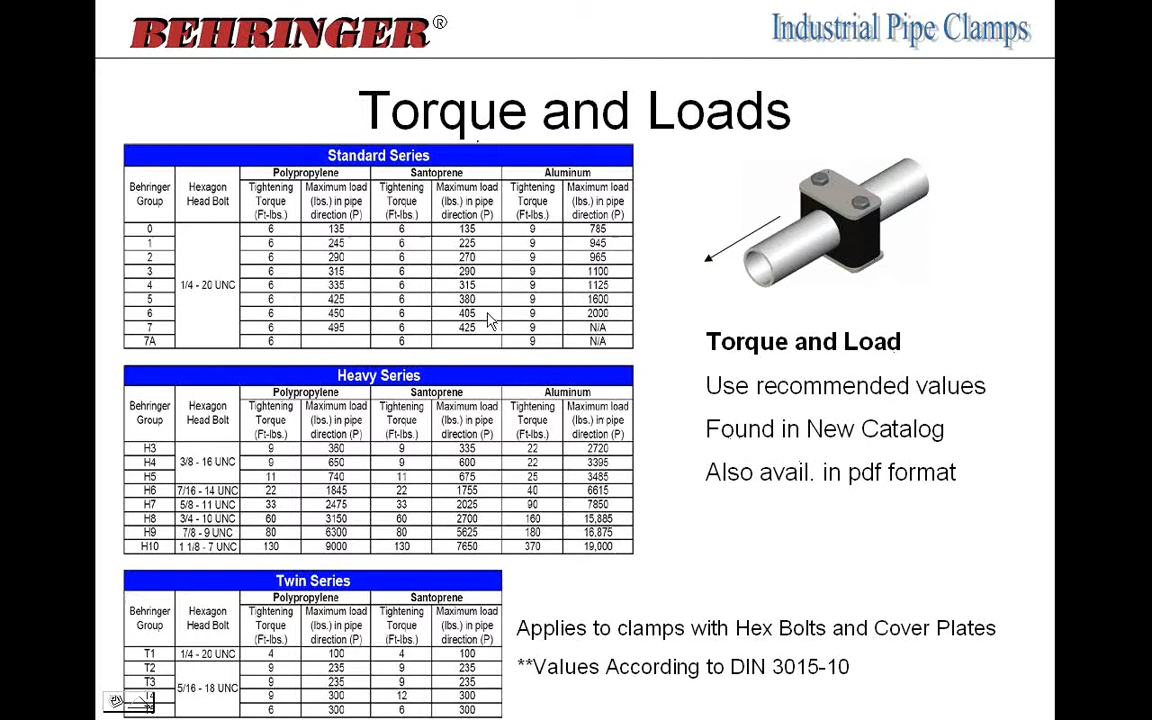 BEHRINGER®
Industrial Pipe Clamps
Torque and Loads
Standard Series
Polypropylene Santoprene Aluminum
Behringer Group Hexagon Head Bolt Tightening Torque (Ft-lbs.) Maximum load (lbs.) in pipe direction (P) Tightening Torque (Ft-Lbs.) Maximum load (lbs.) in pipe direction (P) Tightening Torque (Ft-Lbs.) Maximum load (lbs.) in pipe direction (P)
0 6 135 6 135 9 785
1 6 245 6 225 9 945
2 6 290 6 270 9 965
3 6 315 6 290 9 1100
4 1/4 - 20 UNC 6 335 6 315 9 1125
5 6 425 6 380 9 1600
6 6 450 6 405 9 2000
7 6 495 6 425 9 N/A
7A 6 6 9 N/A
Heavy Series
Polypropylene Santoprene Aluminum
Behringer Group Hexagon Head Bolt Tightening Torque (Ft-lbs.) Maximum load (lbs.) in pipe direction (P) Tightening Torque (Ft-Lbs.) Maximum load (lbs.) in pipe direction (P) Tightening Torque (Ft-Lbs.) Maximum load (lbs.) in pipe direction (P)
H3 9 360 9 335 22 2720
H4 3/8 - 16 UNC 9 650 9 600 22 3395
H5 11 740 11 675 25 3485
H6 7/16 - 14 UNC 22 1845 22 1755 40 6615
H7 5/8 - 11 UNC 33 2475 33 2025 90 7850
H8 3/4 - 10 UNC 60 3150 60 2700 160 15,885
H9 7/8 - 9 UNC 80 6300 80 5625 180 16,875
H10 1 1/8 - 7 UNC 130 9000 130 7650 370 19,000
Twin Series
Polypropylene Santoprene
Behringer Group Hexagon Head Bolt Tightening Torque (Ft-Lbs.) Maximum load (lbs.) in pipe direction (P) Tightening Torque (Ft-Lbs.) Maximum load (lbs.) in pipe direction (P)
T1 1/4 - 20 UNC 4 100 4 100
T2 9 235 9 235
T3 5/16 - 18 UNC 9 235 9 235
9 300 12 300
6 300 6 300
Torque and Load
Use recommended values
Found in New Catalog
Also avail. in pdf format
Applies to clamps with Hex Bolts and Cover Plates
**Values According to DIN 3015-10